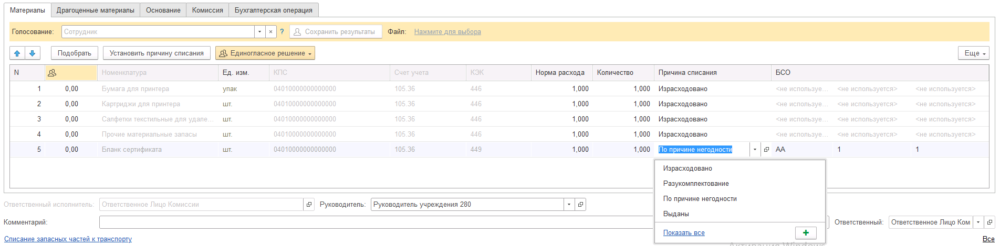 Материалы Драгоценные материалы Основание Комиссия Бухгалтерская операция
Голосование: Сотрудник ? Сохранить результаты Файл: Нажмите для выбора
Подобрать Установить причину списания Единогласное решение Еще
N Номенклатура Ед. изм. КПС Счет учета КЭК Норма расхода Количество Причина списания БСО
1 0,00 Бумага для принтера упак 04010000000000000 105.36 446 1,000 1,000 Израсходовано <не используе... <не используется> <не используется>
2 0,00 Картриджи для принтера шт. 04010000000000000 105.36 446 1,000 1,000 Израсходовано <не используе... <не используется> <не используется>
3 0,00 Салфетки текстильные для удале... шт. 04010000000000000 105.36 446 1,000 1,000 Израсходовано <не используе... <не используется> <не используется>
4 0,00 Прочие материальные запасы шт. 04010000000000000 105.36 446 1,000 1,000 Израсходовано <не используе... <не используется> <не используется>
5 0,00 Бланк сертификата шт. 04010000000000000 105.36 449 1,000 1,000 По причине негодности АА 1 1
Израсходовано
Разукомплектование
По причине негодности
Выданы
Показать все
Ответственный исполнитель: Ответственное Лицо Комиссии Руководитель: Руководитель учреждения 280
Комментарий: Ответственный: Ответственное Лицо Ком
Списание запасных частей к транспорту Все
Активация Windows